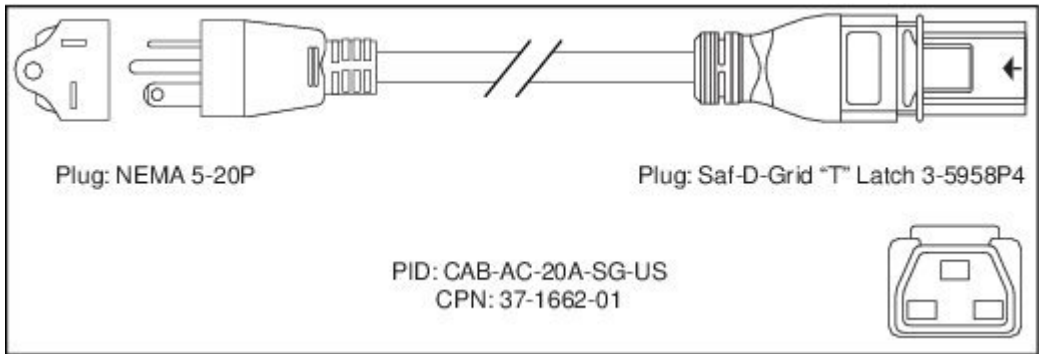 Plug: NEMA 5-20P
Plug: Saf-D-Grid “T” Latch 3-5958P4
PID: CAB-AC-20A-SG-US
CPN: 37-1662-01